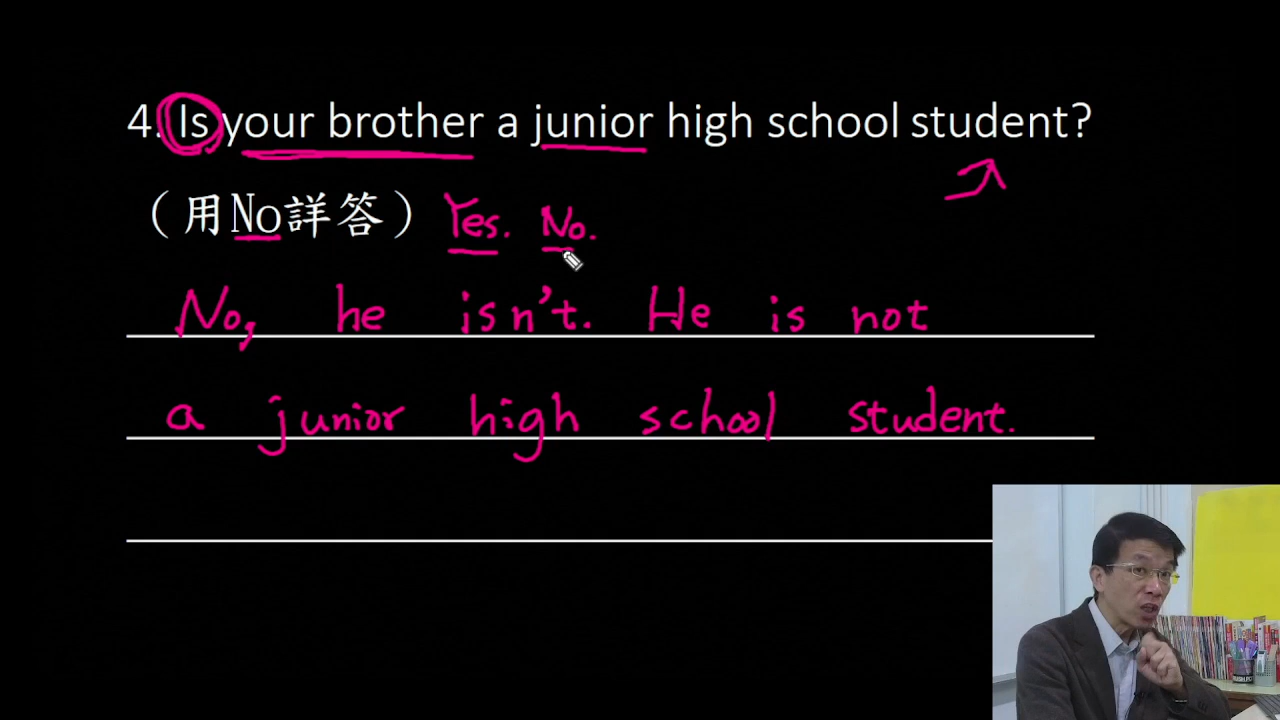 4. Is your brother a junior high school student?
（用No詳答） Yes. No.
No, he isn't. He is not
a junior high school student.